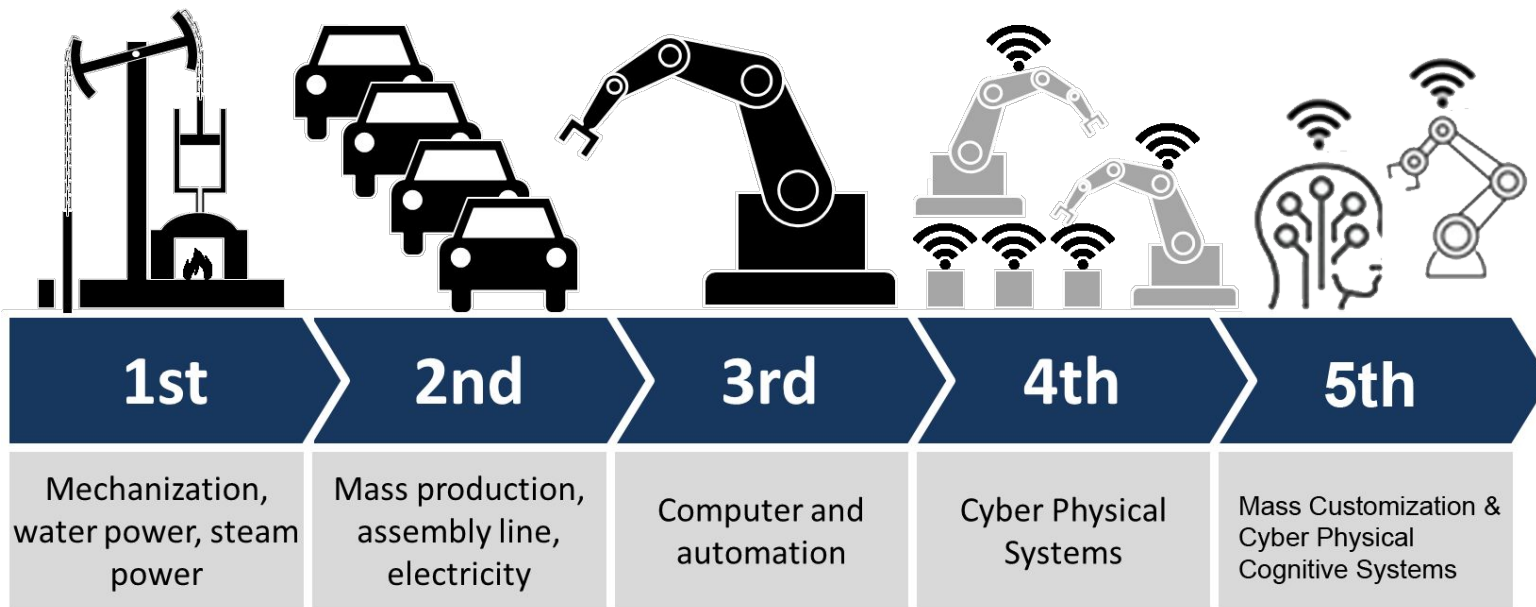 1st
2nd
3rd
4th
5th
Mechanization,
water power, steam
power
Mass production,
assembly line,
electricity
Computer and
automation
Cyber Physical
Systems
Mass Customization &
Cyber Physical
Cognitive Systems